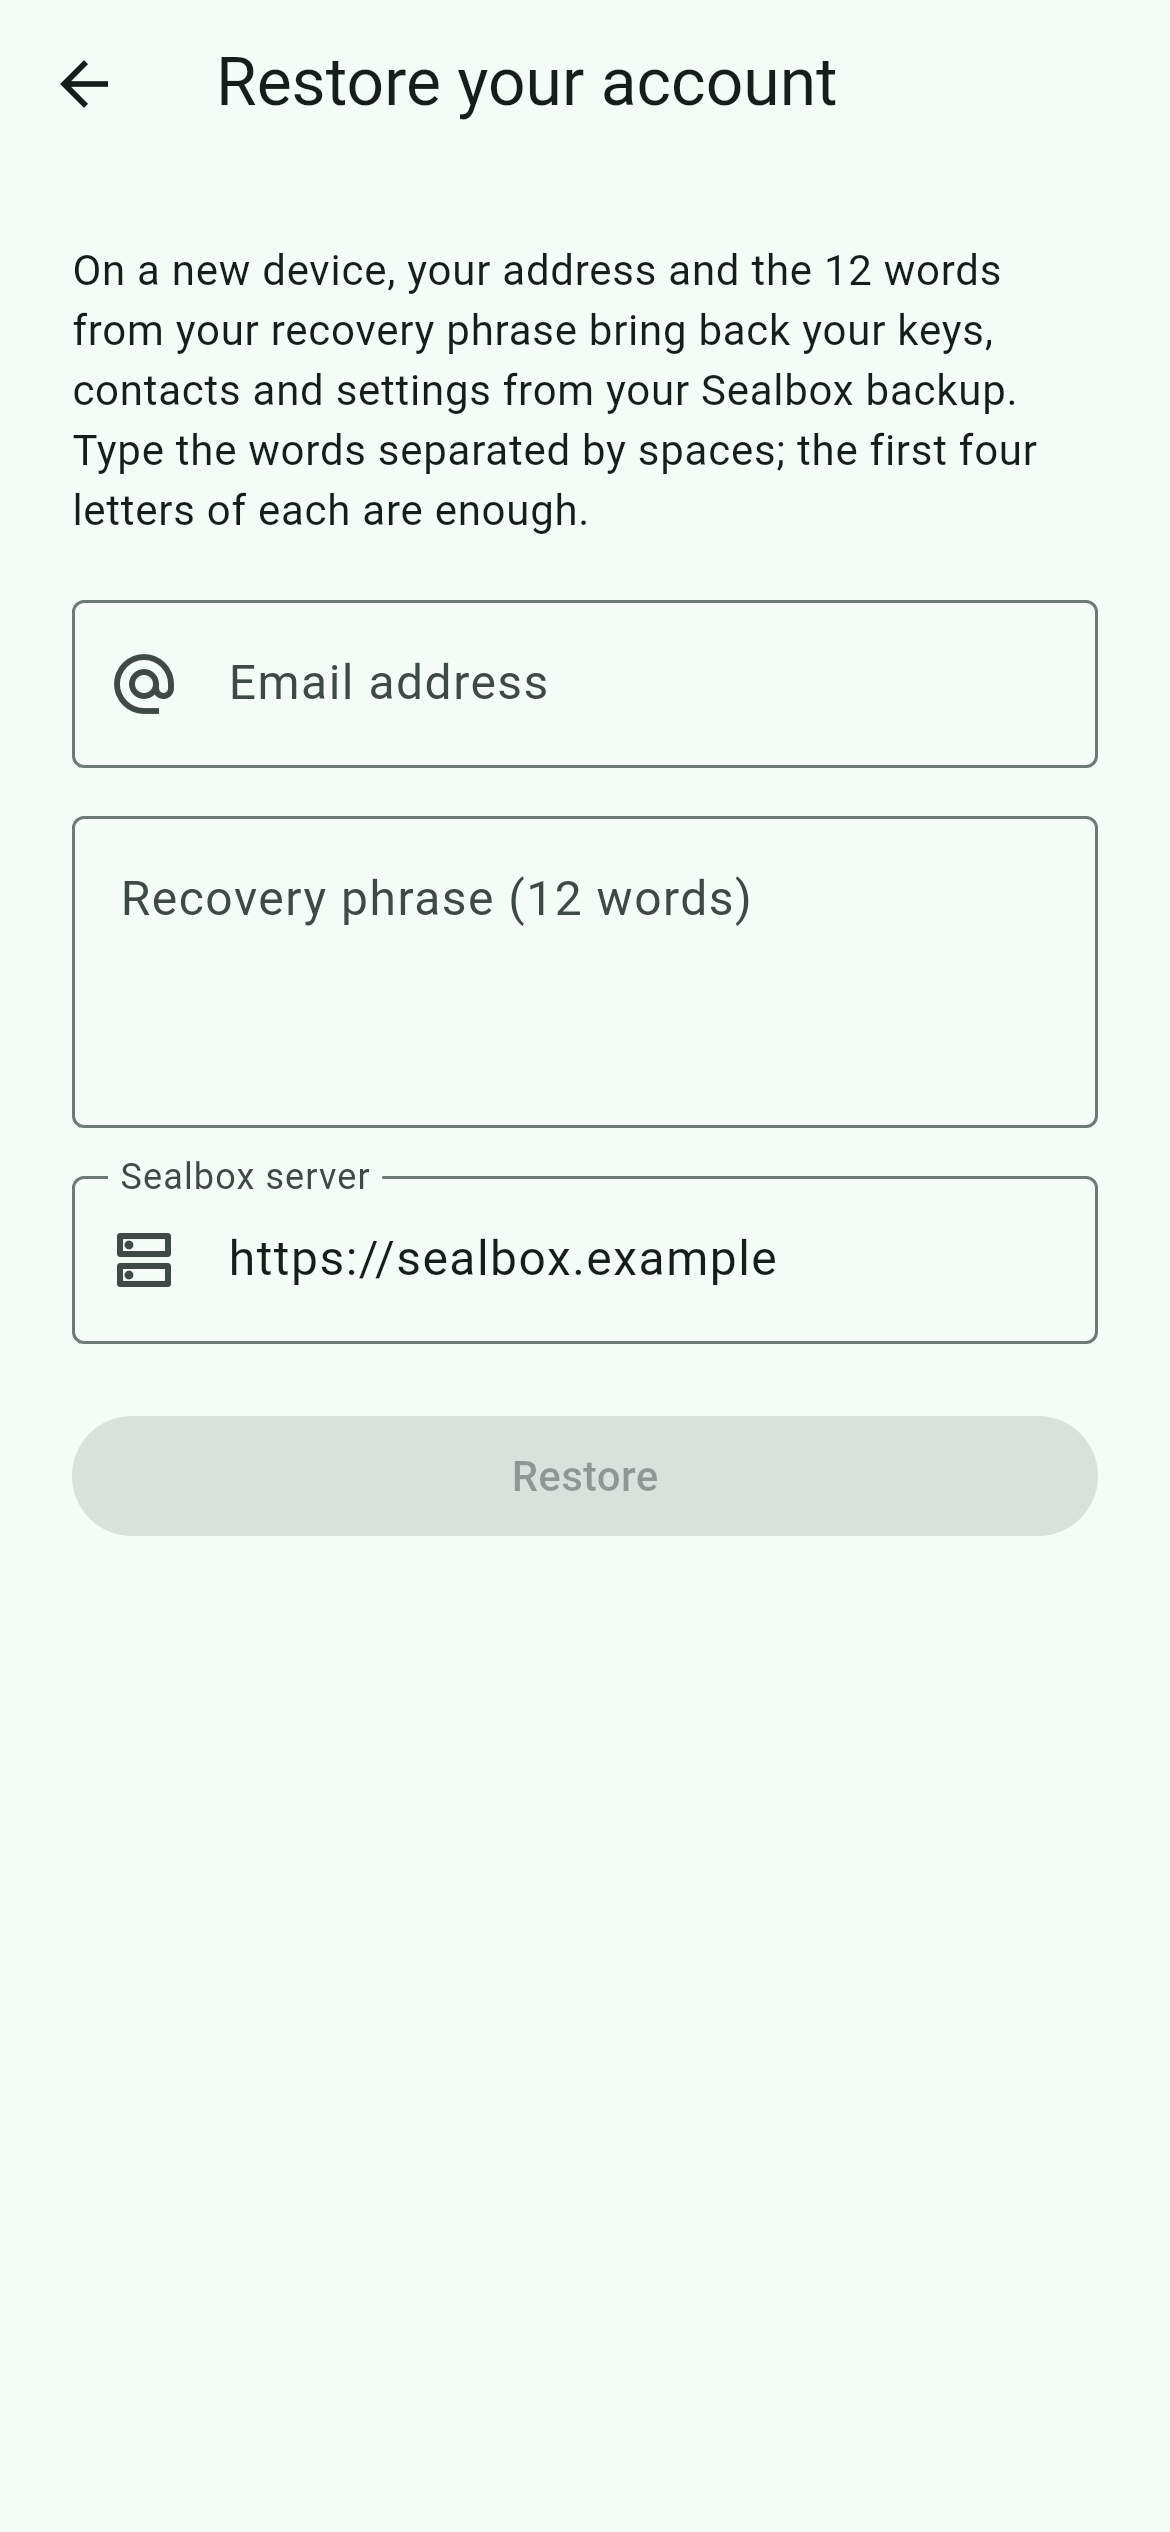 Restore your account
On a new device, your address and the 12 words
from your recovery phrase bring back your keys,
contacts and settings from your Sealbox backup.
Type the words separated by spaces; the first four
letters of each are enough.
Email address
Recovery phrase (12 words)
Sealbox server
https://sealbox.example
Restore